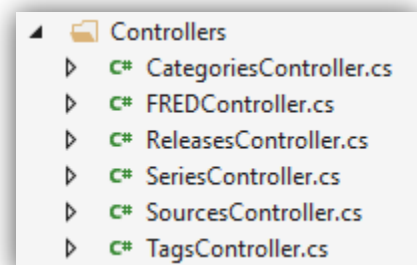 Controllers
C# CategoriesController.cs
C# FREDController.cs
C# ReleasesController.cs
C# SeriesController.cs
C# SourcesController.cs
C# TagsController.cs